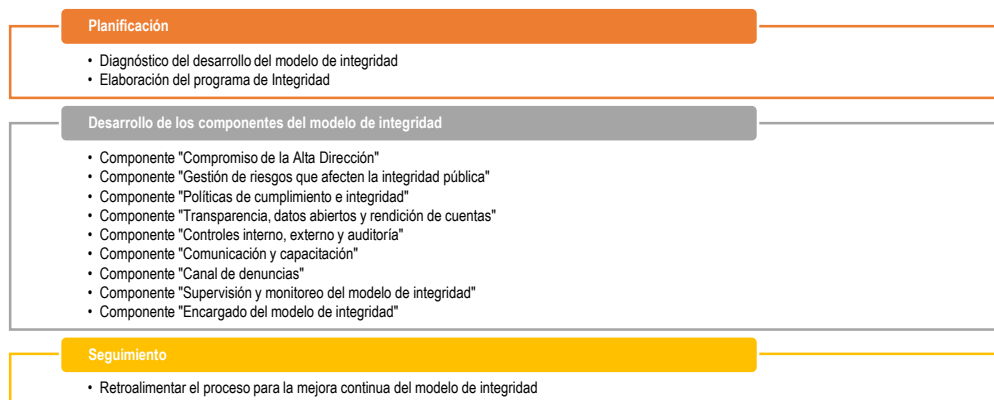 Planificación
• Diagnóstico del desarrollo del modelo de integridad
• Elaboración del programa de Integridad
Desarrollo de los componentes del modelo de integridad
• Componente "Compromiso de la Alta Dirección"
• Componente "Gestión de riesgos que afecten la integridad pública"
• Componente "Políticas de cumplimiento e integridad"
• Componente "Transparencia, datos abiertos y rendición de cuentas"
• Componente "Controles interno, externo y auditoría"
• Componente "Comunicación y capacitación"
• Componente "Canal de denuncias"
• Componente "Supervisión y monitoreo del modelo de integridad"
• Componente "Encargado del modelo de integridad"
Seguimiento
• Retroalimentar el proceso para la mejora continua del modelo de integridad